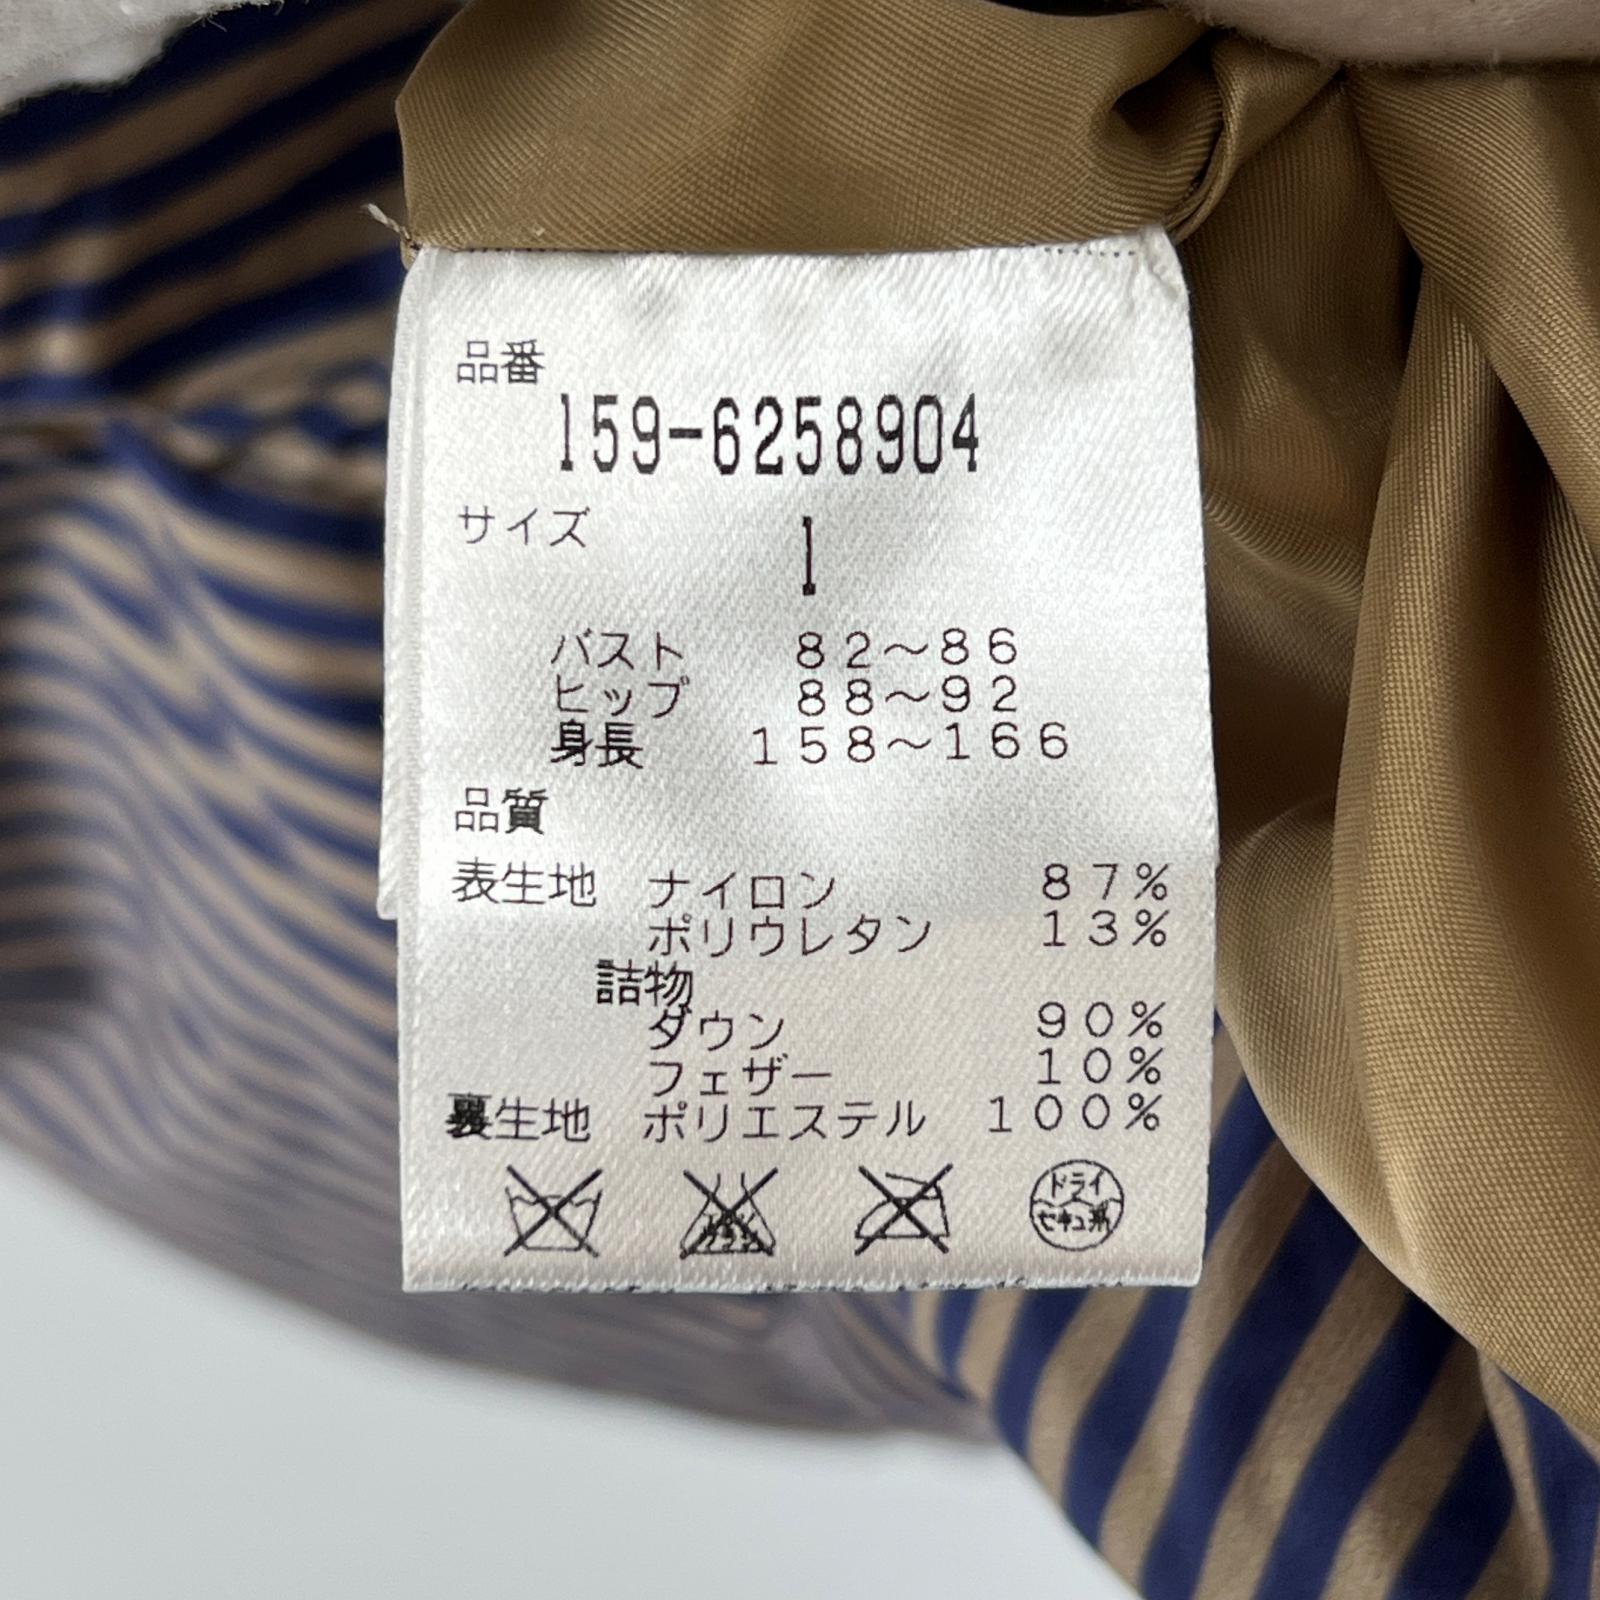 品番
159-6258904
サイズ 1
バスト 82〜86
ヒップ 88〜92
身長 158〜166
品質
表生地 ナイロン 87%
ポリウレタン 13%
詰物
ダウン 90%
フェザー 10%
裏生地 ポリエステル 100%
ドライ
セキユ系